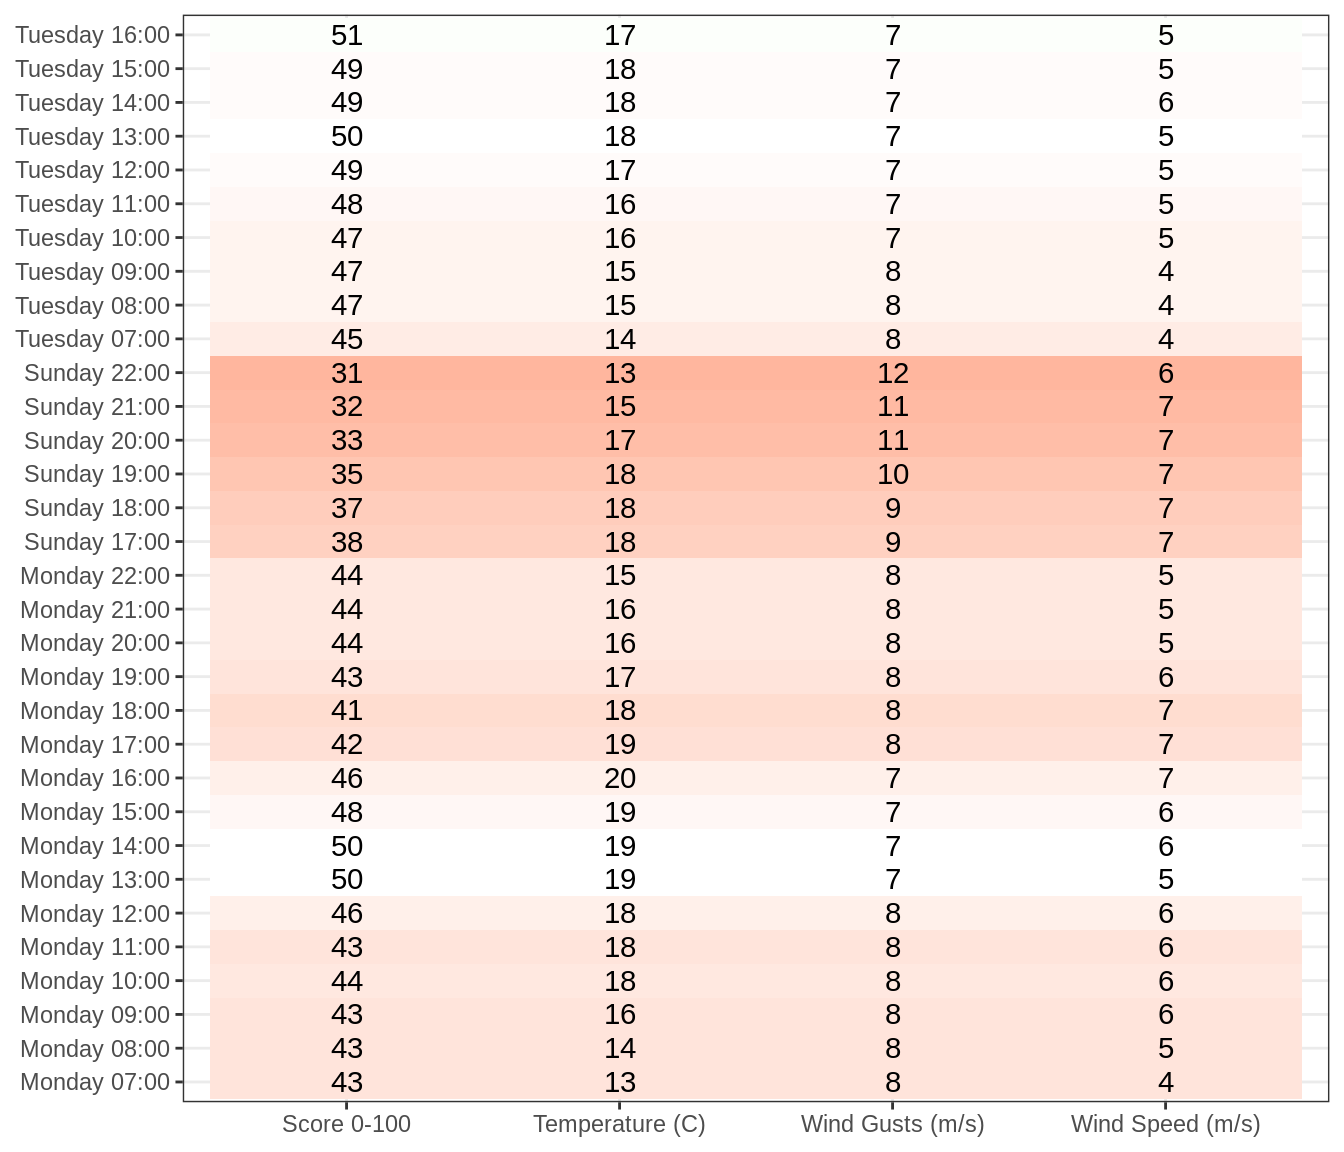 Tuesday 16:00 51 17 7 5
Tuesday 15:00 49 18 7 5
Tuesday 14:00 49 18 7 6
Tuesday 13:00 50 18 7 5
Tuesday 12:00 49 17 7 5
Tuesday 11:00 48 16 7 5
Tuesday 10:00 47 16 7 5
Tuesday 09:00 47 15 8 4
Tuesday 08:00 47 15 8 4
Tuesday 07:00 45 14 8 4
Sunday 22:00 31 13 12 6
Sunday 21:00 32 15 11 7
Sunday 20:00 33 17 11 7
Sunday 19:00 35 18 10 7
Sunday 18:00 37 18 9 7
Sunday 17:00 38 18 9 7
Monday 22:00 44 15 8 5
Monday 21:00 44 16 8 5
Monday 20:00 44 16 8 5
Monday 19:00 43 17 8 6
Monday 18:00 41 18 8 7
Monday 17:00 42 19 8 7
Monday 16:00 46 20 7 7
Monday 15:00 48 19 7 6
Monday 14:00 50 19 7 6
Monday 13:00 50 19 7 5
Monday 12:00 46 18 8 6
Monday 11:00 43 18 8 6
Monday 10:00 44 18 8 6
Monday 09:00 43 16 8 6
Monday 08:00 43 14 8 5
Monday 07:00 43 13 8 4
Score 0-100 Temperature (C) Wind Gusts (m/s) Wind Speed (m/s)